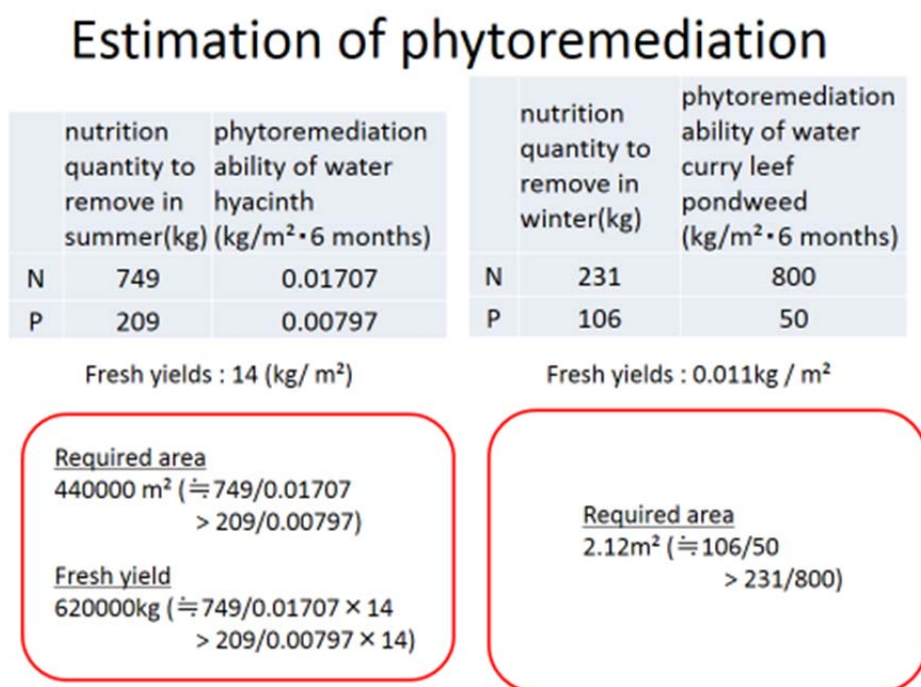 Estimation of phytoremediation
nutrition
quantity to
remove in
summer(kg)
phytoremediation
ability of water
hyacinth
(kg/m²・6 months)
N 749 0.01707
P 209 0.00797
Fresh yields : 14 (kg/ m²)
Required area
440000 m² (≒749/0.01707
> 209/0.00797)
Fresh yield
620000kg (≒749/0.01707 × 14
> 209/0.00797 × 14)
nutrition
quantity to
remove in
winter(kg)
phytoremediation
ability of water
curry leef
pondweed
(kg/m²・6 months)
N 231 800
P 106 50
Fresh yields : 0.011kg / m²
Required area
2.12m² (≒106/50
> 231/800)